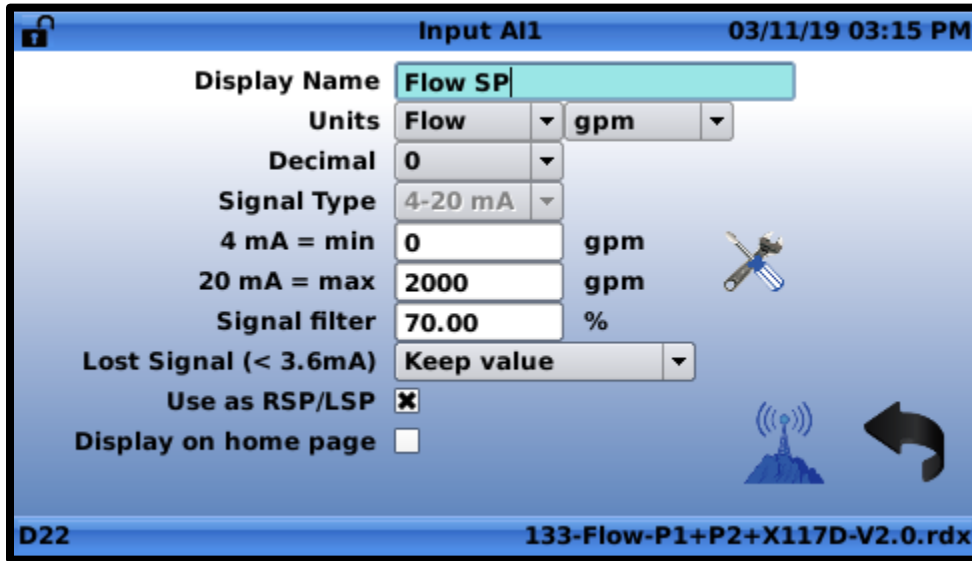 Input AI1 03/11/19 03:15 PM
Display Name Flow SP
Units Flow gpm
Decimal 0
Signal Type 4-20 mA
4 mA = min 0 gpm
20 mA = max 2000 gpm
Signal filter 70.00 %
Lost Signal (< 3.6mA) Keep value
Use as RSP/LSP
Display on home page
D22 133-Flow-P1+P2+X117D-V2.0.rdx